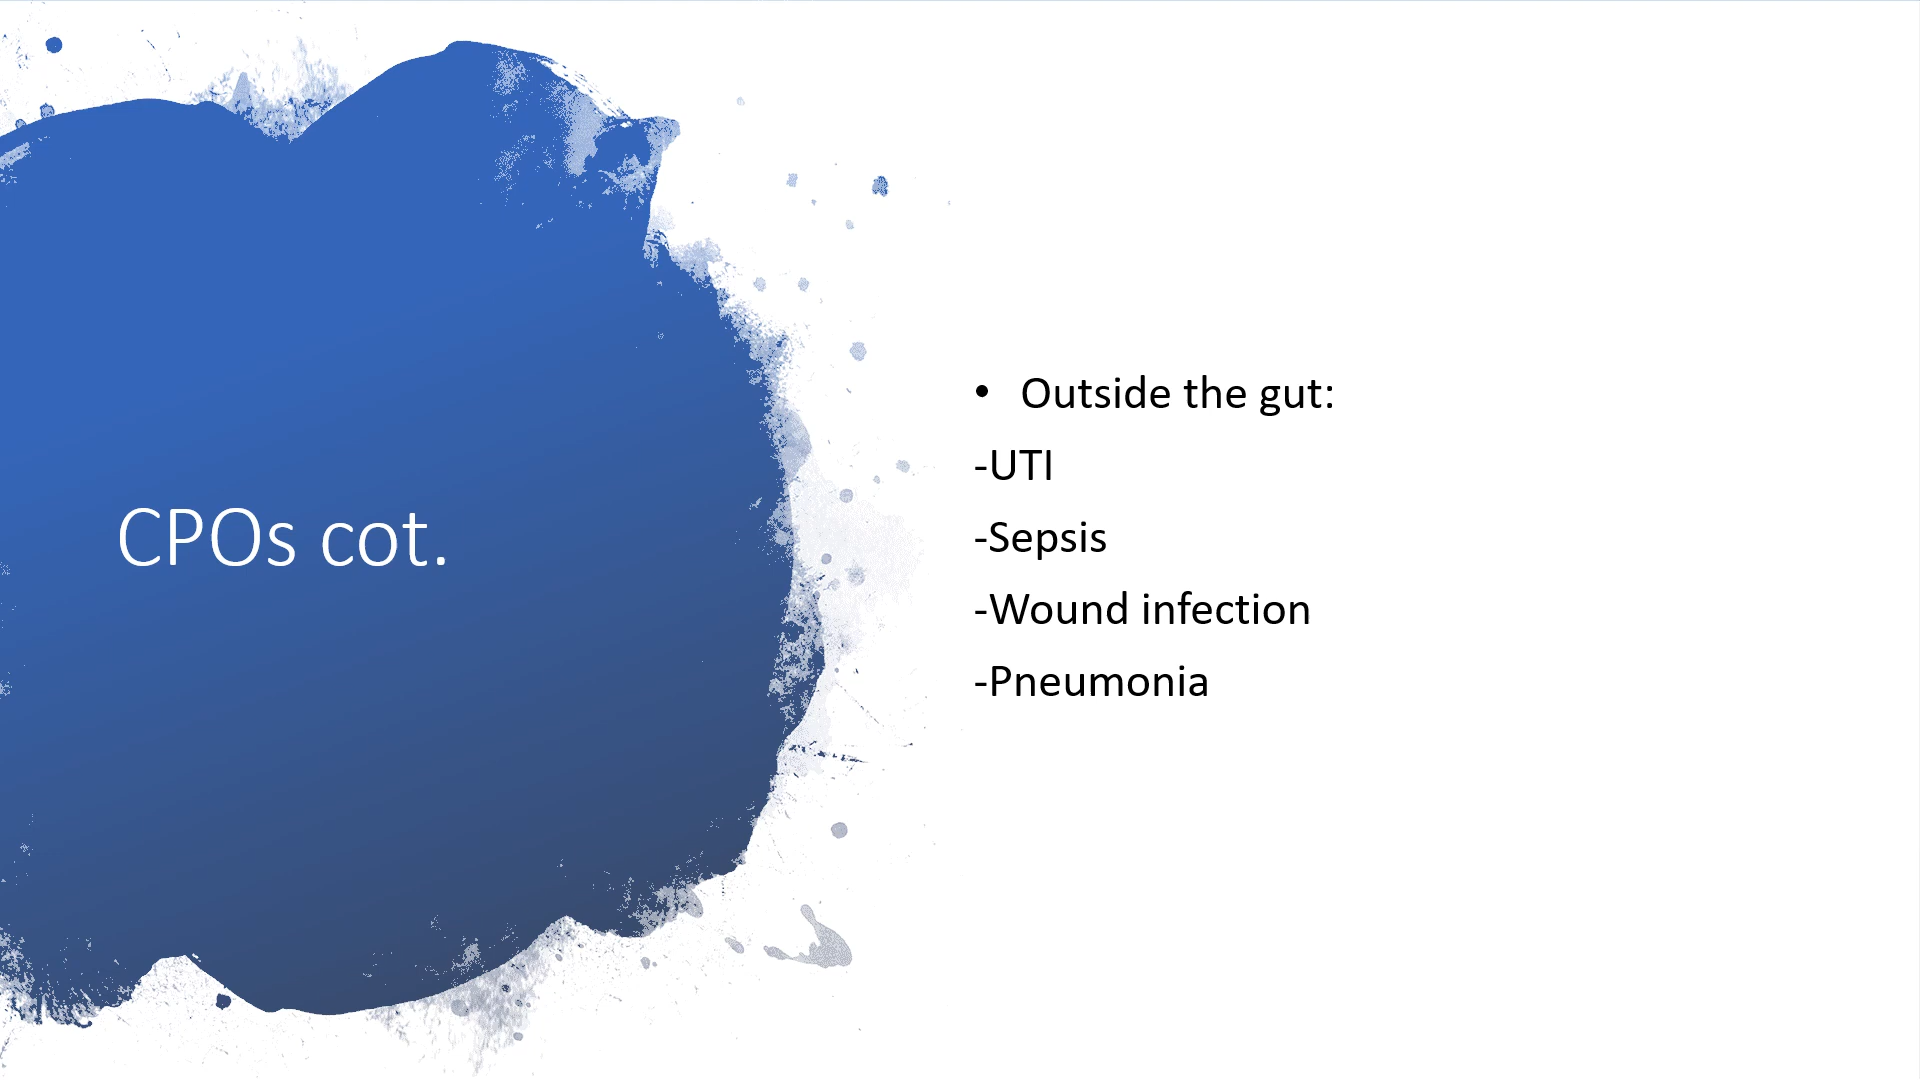 CPOs cot.
• Outside the gut:
-UTI
-Sepsis
-Wound infection
-Pneumonia